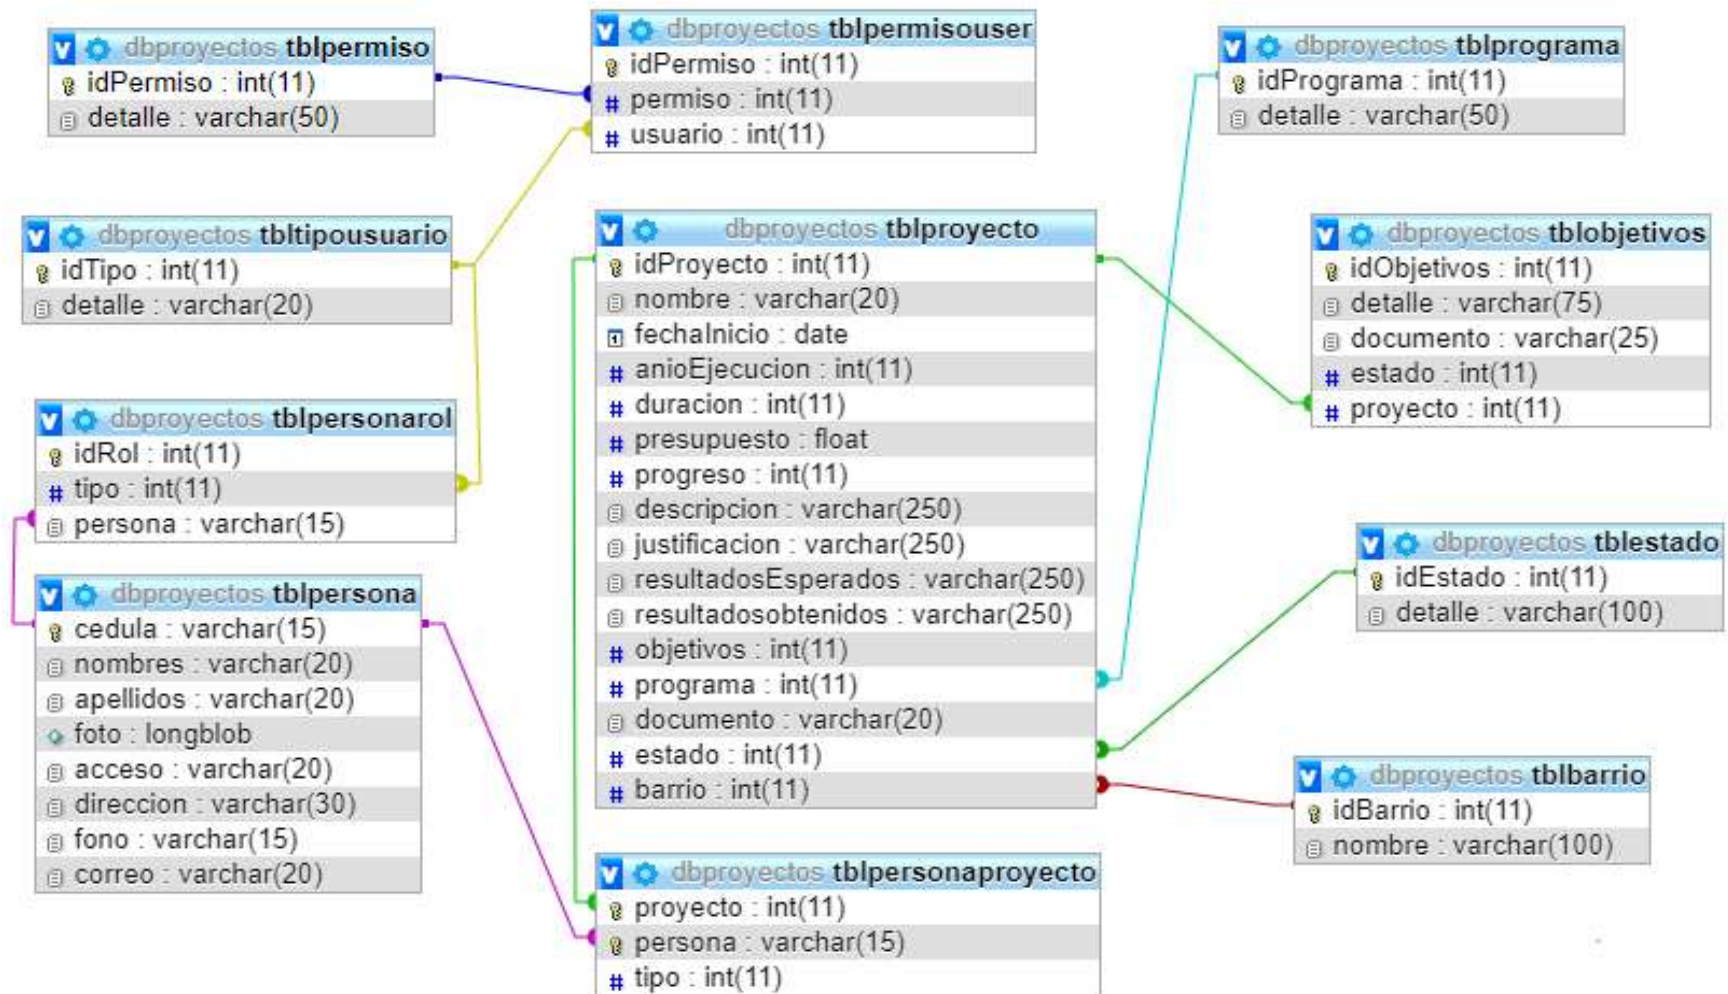 dbproyectos tblpermiso
idPermiso : int(11)
detalle : varchar(50)
dbproyectos tblpermisouser
idPermiso : int(11)
permiso : int(11)
usuario : int(11)
dbproyectos tblprograma
idPrograma : int(11)
detalle : varchar(50)
dbproyectos tbltipousuario
idTipo : int(11)
detalle : varchar(20)
dbproyectos tblproyecto
idProyecto : int(11)
nombre : varchar(20)
fechaInicio : date
anioEjecucion : int(11)
duracion : int(11)
presupuesto : float
progreso : int(11)
descripcion : varchar(250)
justificacion : varchar(250)
resultadosEsperados : varchar(250)
resultadosobtenidos : varchar(250)
objetivos : int(11)
programa : int(11)
documento : varchar(20)
estado : int(11)
barrio : int(11)
dbproyectos tblobjetivos
idObjetivos : int(11)
detalle : varchar(75)
documento : varchar(25)
estado : int(11)
proyecto : int(11)
dbproyectos tblpersonarol
idRol : int(11)
tipo : int(11)
persona : varchar(15)
dbproyectos tblestado
idEstado : int(11)
detalle : varchar(100)
dbproyectos tblpersona
cedula : varchar(15)
nombres : varchar(20)
apellidos : varchar(20)
foto : longblob
acceso : varchar(20)
direccion : varchar(30)
fono : varchar(15)
correo : varchar(20)
dbproyectos tblbarrio
idBarrio : int(11)
nombre : varchar(100)
dbproyectos tblpersonaproyecto
proyecto : int(11)
persona : varchar(15)
tipo : int(11)